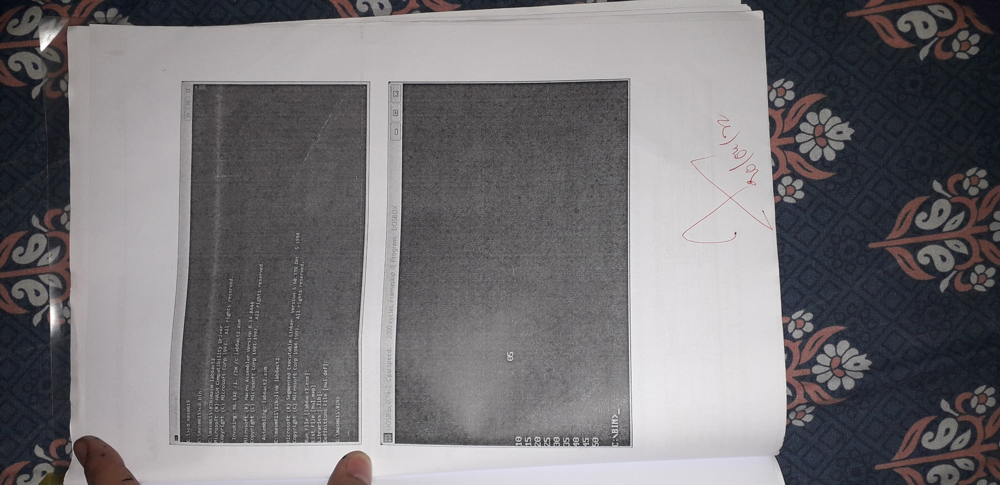 Command Prompt
C:\>cd masm615
C:\masm615>cd bin
C:\masm615\BIN>masm lab6act2
Microsoft (R) MASM Compatibility Driver
Copyright (C) Microsoft Corp 1993. All rights reserved.
Invoking: ML.EXE /I. /Zm /c lab6act2.asm
Microsoft (R) Macro Assembler Version 6.14.8444
Copyright (C) Microsoft Corp 1981-1997. All rights reserved.
Assembling: lab6act2.asm
C:\masm615\BIN>link lab6act2
Microsoft (R) Segmented Executable Linker Version 5.60.339 Dec 5 1994
Copyright (C) Microsoft Corp 1984-1993. All rights reserved.
Run File [lab6act2.exe]:
List File [nul.map]:
Libraries [.lib]:
Definitions File [nul.def]:
C:\masm615\BIN>
DOSBox 0.74-3, Cpu speed: 3000 cycles, Frameskip 0, Program: DOSBOX
05
10
15
20
25
30
35
40
45
50
C:\BIN>_